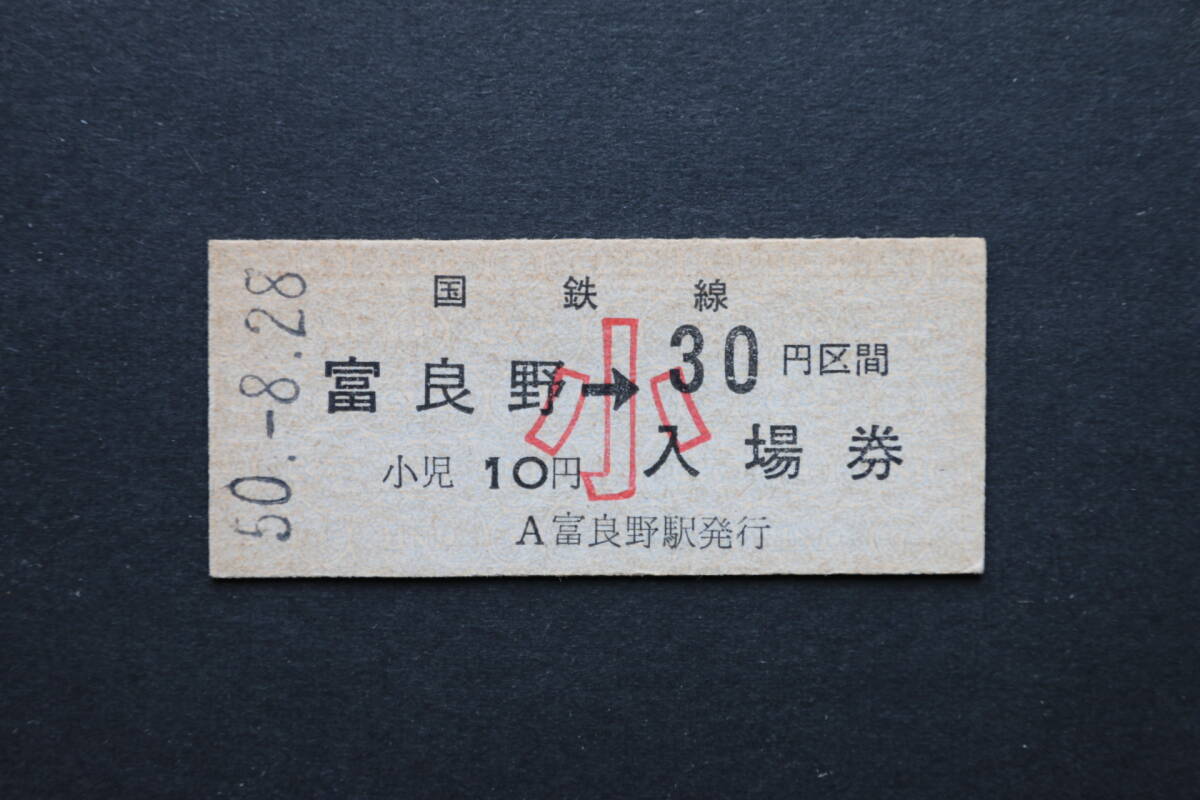 50.-8.28
国鉄線
富良野→30円区間
小
入場券
小児 10円
A富良野駅発行